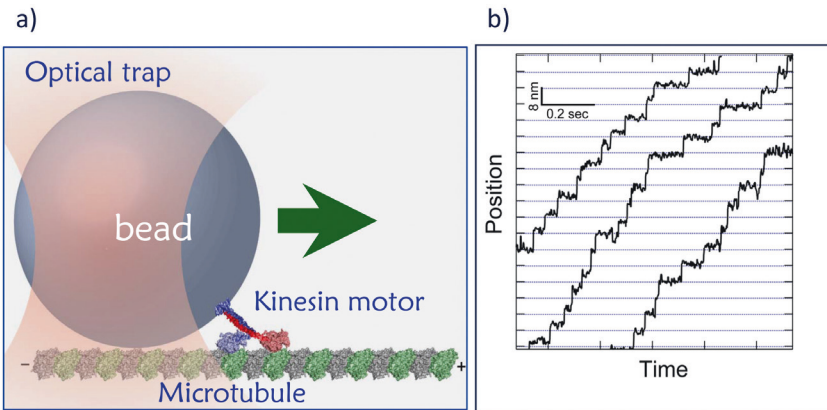 a)
b)
Optical trap
bead
Kinesin motor
−
+
Microtubule
8 nm
0.2 sec
Position
Time